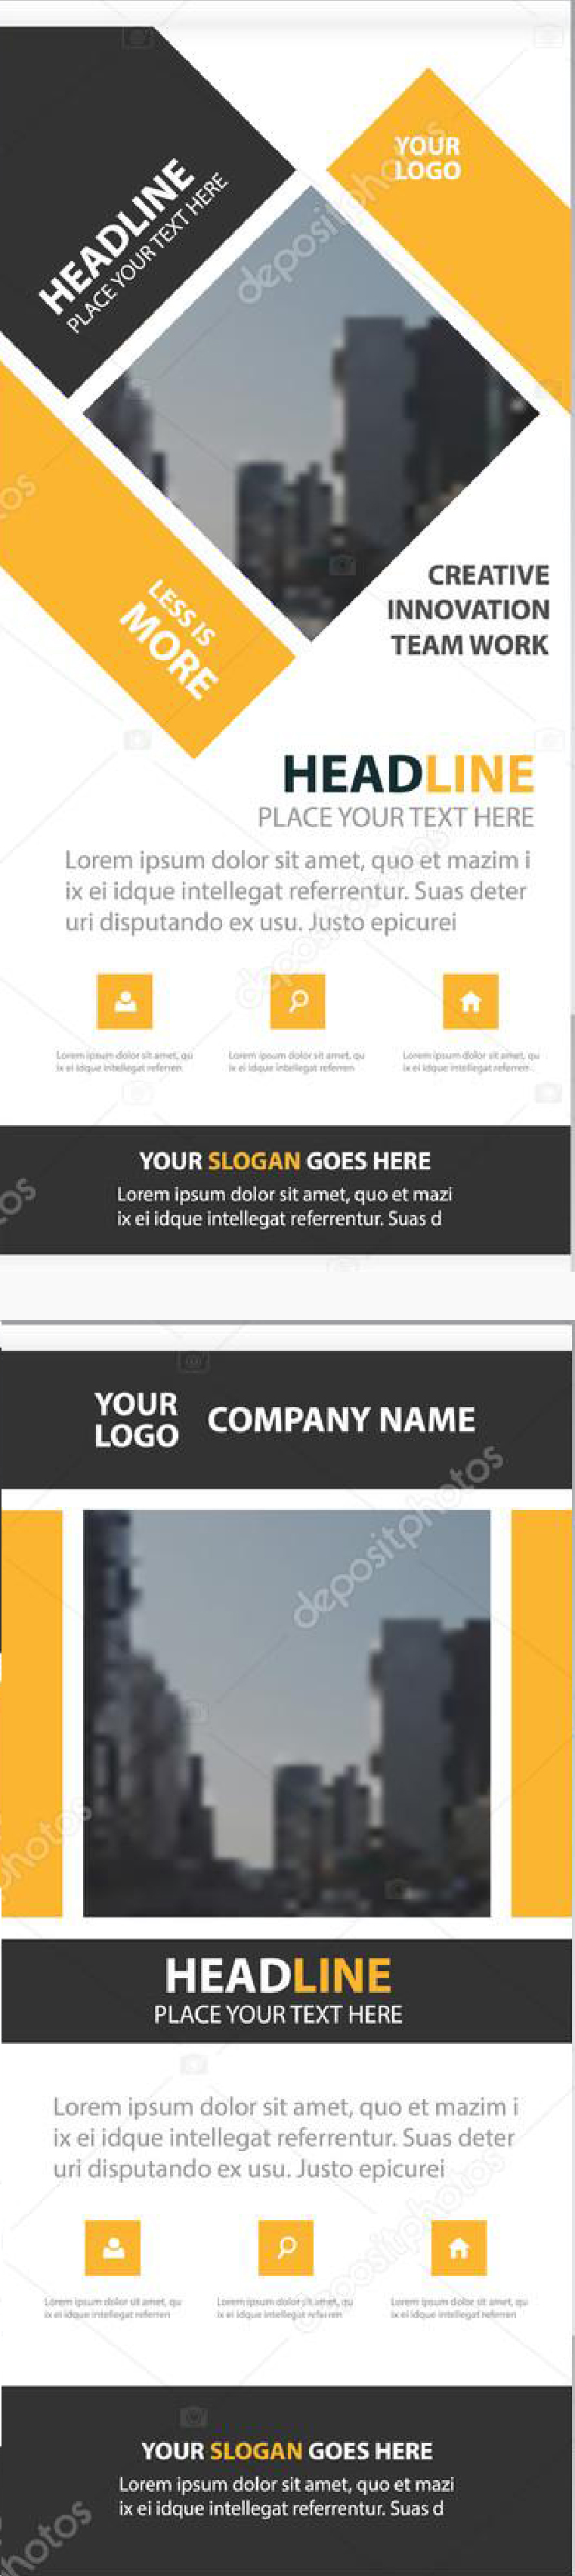 HEADLINE
PLACE YOUR TEXT HERE
YOUR
LOGO
depositphotos
LESS IS
MORE
CREATIVE
INNOVATION
TEAM WORK
HEADLINE
PLACE YOUR TEXT HERE
Lorem ipsum dolor sit amet, quo et mazim i
ix ei idque intellegat referrentur. Suas deter
uri disputando ex usu. Justo epicurei
depositphotos
Lorem ipsum dolor sit amet, qu
ix ei idque intellegat referren
Lorem ipsum dolor sit amet, qu
ix ei idque intellegat referren
Lorem ipsum dolor sit amet, qu
ix ei idque intellegat referren
YOUR SLOGAN GOES HERE
Lorem ipsum dolor sit amet, quo et mazi
ix ei idque intellegat referrentur. Suas d
YOUR
LOGO
COMPANY NAME
depositphotos
photos
HEADLINE
PLACE YOUR TEXT HERE
Lorem ipsum dolor sit amet, quo et mazim i
ix ei idque intellegat referrentur. Suas deter
uri disputando ex usu. Justo epicurei
depositphotos
Lorem ipsum dolor sit amet, qu
ix ei idque intellegat referren
Lorem ipsum dolor sit amet, qu
ix ei idque intellegat referren
Lorem ipsum dolor sit amet, qu
ix ei idque intellegat referren
YOUR SLOGAN GOES HERE
Lorem ipsum dolor sit amet, quo et mazi
ix ei idque intellegat referrentur. Suas d
hotos